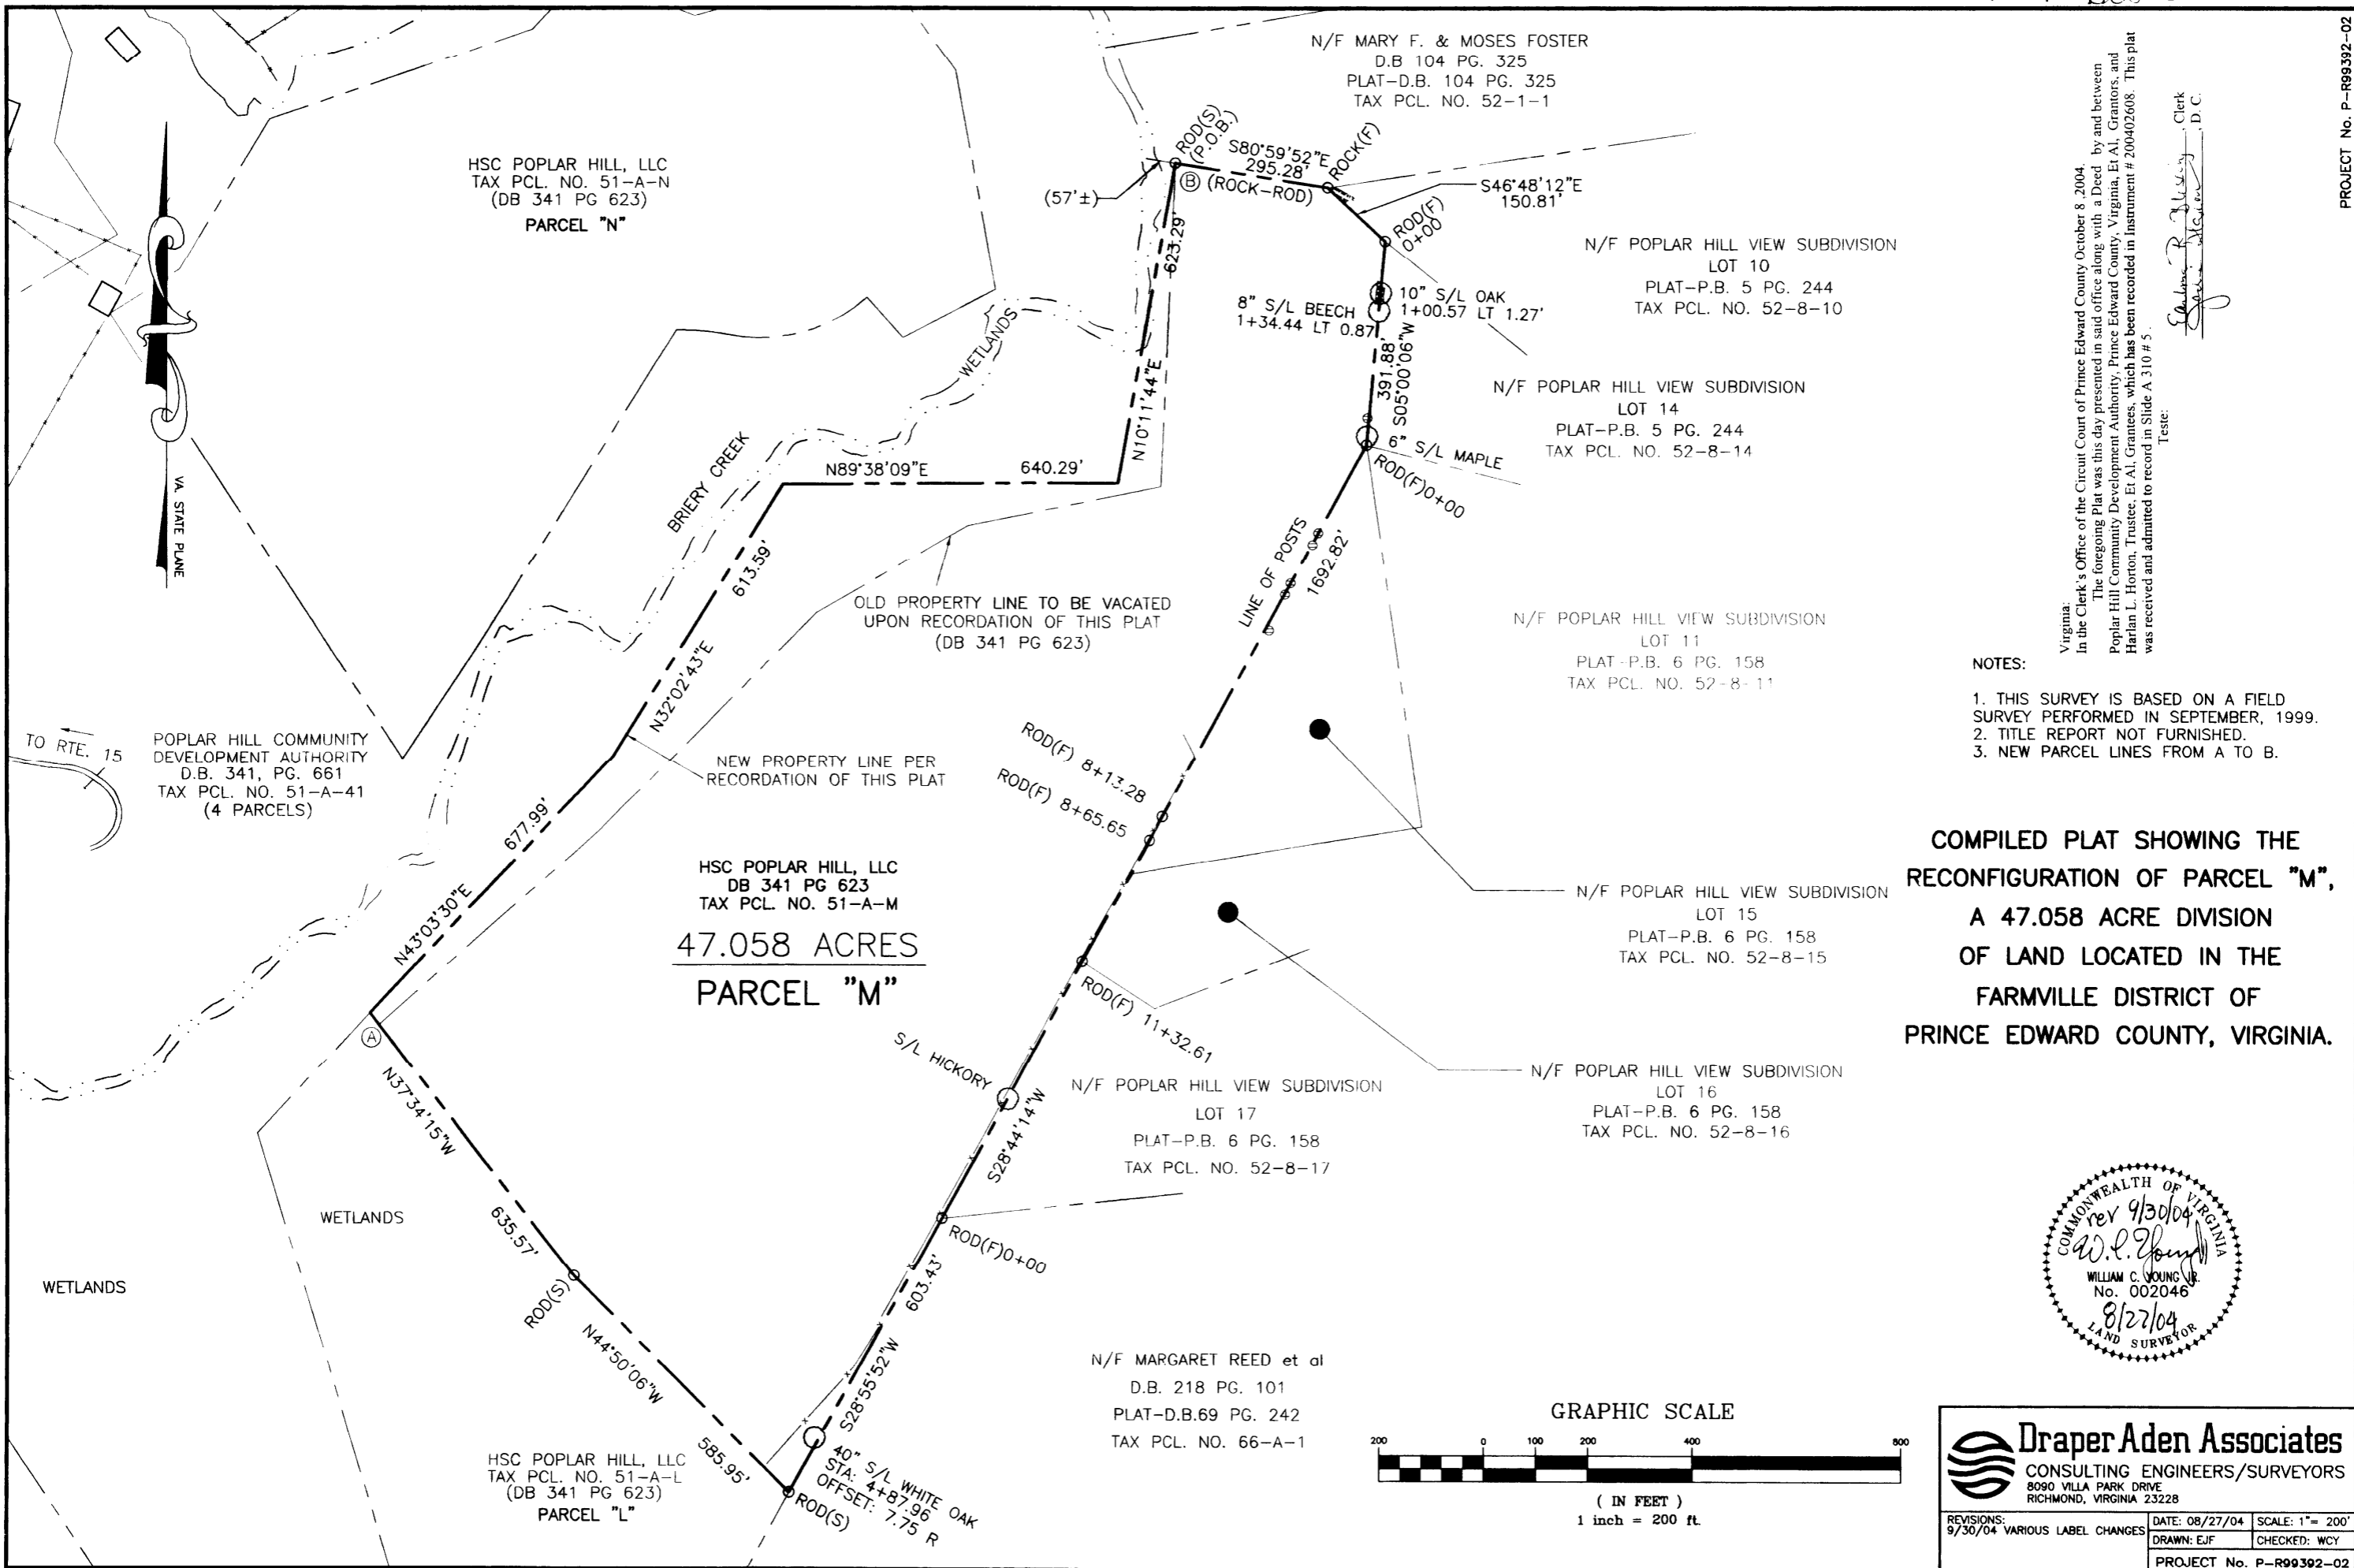 PROJECT No. P-R99392-02
N/F MARY F. & MOSES FOSTER
D.B 104 PG. 325
PLAT-D.B. 104 PG. 325
TAX PCL. NO. 52-1-1
HSC POPLAR HILL, LLC
TAX PCL. NO. 51-A-N
(DB 341 PG 623)
PARCEL "N"
VA. STATE PLANE
ROD(S)
(P.O.B.)
S80°59'52"E
295.28'
ROCK(F)
B (ROCK-ROD)
(57'±)
S46°48'12"E
150.81'
ROD(F)
0+00
623.29'
N10°11'44"E
N/F POPLAR HILL VIEW SUBDIVISION
LOT 10
PLAT-P.B. 5 PG. 244
TAX PCL. NO. 52-8-10
10" S/L OAK
1+00.57 LT 1.27'
8" S/L BEECH
1+34.44 LT 0.87'
391.88'
S05°00'06"W
N/F POPLAR HILL VIEW SUBDIVISION
LOT 14
PLAT-P.B. 5 PG. 244
TAX PCL. NO. 52-8-14
6" S/L MAPLE
ROD(F)0+00
WETLANDS
BRIERY CREEK
N89°38'09"E
640.29'
613.59'
N32°02'43"E
LINE OF POSTS
1692.82'
OLD PROPERTY LINE TO BE VACATED
UPON RECORDATION OF THIS PLAT
(DB 341 PG 623)
N/F POPLAR HILL VIEW SUBDIVISION
LOT 11
PLAT-P.B. 6 PG. 158
TAX PCL. NO. 52-8-11
TO RTE. 15
POPLAR HILL COMMUNITY
DEVELOPMENT AUTHORITY
D.B. 341, PG. 661
TAX PCL. NO. 51-A-41
(4 PARCELS)
NEW PROPERTY LINE PER
RECORDATION OF THIS PLAT
677.99'
N43°03'30"E
ROD(F) 8+13.28
ROD(F) 8+65.65
HSC POPLAR HILL, LLC
DB 341 PG 623
TAX PCL. NO. 51-A-M
47.058 ACRES
PARCEL "M"
N/F POPLAR HILL VIEW SUBDIVISION
LOT 15
PLAT-P.B. 6 PG. 158
TAX PCL. NO. 52-8-15
A
N37°34'15"W
635.57'
ROD(F) 11+32.61
S/L HICKORY
S28°44'14"W
N/F POPLAR HILL VIEW SUBDIVISION
LOT 17
PLAT-P.B. 6 PG. 158
TAX PCL. NO. 52-8-17
N/F POPLAR HILL VIEW SUBDIVISION
LOT 16
PLAT-P.B. 6 PG. 158
TAX PCL. NO. 52-8-16
WETLANDS
WETLANDS
ROD(S)
N44°50'06"W
585.95'
ROD(F)0+00
603.43'
S28°55'52"W
N/F MARGARET REED et al
D.B. 218 PG. 101
PLAT-D.B.69 PG. 242
TAX PCL. NO. 66-A-1
HSC POPLAR HILL, LLC
TAX PCL. NO. 51-A-L
(DB 341 PG 623)
PARCEL "L"
40" S/L WHITE OAK
STA: 4+87.96
OFFSET: 7.75 R
ROD(S)
GRAPHIC SCALE
200 0 100 200 400 800
( IN FEET )
1 inch = 200 ft.
Virginia:
In the Clerk's Office of the Circuit Court of Prince Edward County October 8 ,2004.
The foregoing Plat was this day presented in said office along with a Deed by and between
Poplar Hill Community Development Authority, Prince Edward County, Virginia, Et Al, Grantors, and
Harlan L. Horton, Trustee, Et Al, Grantees, which has been recorded in Instrument # 200402608. This plat
was received and admitted to record in Slide A 310 # 5 .
Teste:
, Clerk
, D. C.
NOTES:
1. THIS SURVEY IS BASED ON A FIELD
SURVEY PERFORMED IN SEPTEMBER, 1999.
2. TITLE REPORT NOT FURNISHED.
3. NEW PARCEL LINES FROM A TO B.
COMPILED PLAT SHOWING THE
RECONFIGURATION OF PARCEL "M",
A 47.058 ACRE DIVISION
OF LAND LOCATED IN THE
FARMVILLE DISTRICT OF
PRINCE EDWARD COUNTY, VIRGINIA.
COMMONWEALTH OF VIRGINIA
rev 9/30/04
W. C. Young Jr
WILLIAM C. YOUNG JR.
No. 002046
8/27/04
LAND SURVEYOR
Draper Aden Associates
CONSULTING ENGINEERS/SURVEYORS
8090 VILLA PARK DRIVE
RICHMOND, VIRGINIA 23228
REVISIONS:
9/30/04 VARIOUS LABEL CHANGES
DATE: 08/27/04
SCALE: 1"= 200'
DRAWN: EJF
CHECKED: WCY
PROJECT No. P-R99392-02